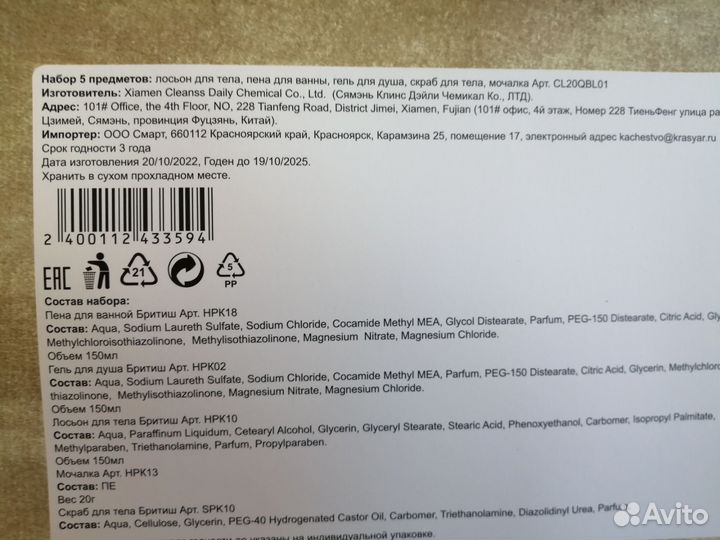 Набор 5 предметов: лосьон для тела, пена для ванны, гель для душа, скраб для тела, мочалка Арт. CL20QBL01
Изготовитель: Xiamen Cleanss Daily Chemical Co., Ltd. (Сямэнь Клинс Дэйли Чемикал Ко., ЛТД).
Адрес: 101# Office, the 4th Floor, NO, 228 Tianfeng Road, District Jimei, Xiamen, Fujian (101# офис, 4й этаж, Номер 228 ТиеньФенг улица ра
Цзимей, Сямэнь, провинция Фуцзянь, Китай).
Импортер: ООО Смарт, 660112 Красноярский край, Красноярск, Карамзина 25, помещение 17, электронный адрес kachestvo@krasyar.ru
Срок годности 3 года
Дата изготовления 20/10/2022, Годен до 19/10/2025.
Хранить в сухом прохладном месте.
2 400112 433594
EAC 21 5 PP
Состав набора:
Пена для ванной Бритиш Арт. HPK18
Состав: Aqua, Sodium Laureth Sulfate, Sodium Chloride, Cocamide Methyl MEA, Glycol Distearate, Parfum, PEG-150 Distearate, Citric Acid, Gly
Methylchloroisothiazolinone, Methylisothiazolinone, Magnesium Nitrate, Magnesium Chloride.
Объем 150мл
Гель для душа Бритиш Арт. HPK02
Состав: Aqua, Sodium Laureth Sulfate, Sodium Chloride, Cocamide Methyl MEA, Parfum, PEG-150 Distearate, Citric Acid, Glycerin, Methylchlor
thiazolinone, Methylisothiazolinone, Magnesium Nitrate, Magnesium Chloride.
Объем 150мл
Лосьон для тела Бритиш Арт. HPK10
Состав: Aqua, Paraffinum Liquidum, Cetearyl Alcohol, Glycerin, Glyceryl Stearate, Stearic Acid, Phenoxyethanol, Carbomer, Isopropyl Palmitate,
Methylparaben, Triethanolamine, Parfum, Propylparaben.
Объем 150мл
Мочалка Арт. HPK13
Состав: ПЕ
Вес 20г
Скраб для тела Бритиш Арт. SPK10
Состав: Aqua, Cellulose, Glycerin, PEG-40 Hydrogenated Castor Oil, Carbomer, Triethanolamine, Diazolidinyl Urea, Parfu
до указаны на индивидуальной упаковке.
Avito